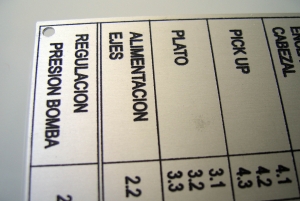 CABEZAL 4.1
4.2
PICK UP 4.3
PLATO 3.1
3.2
3.3
ALIMENTACION 2.2
EJES
REGULACION
PRESION BOMBA